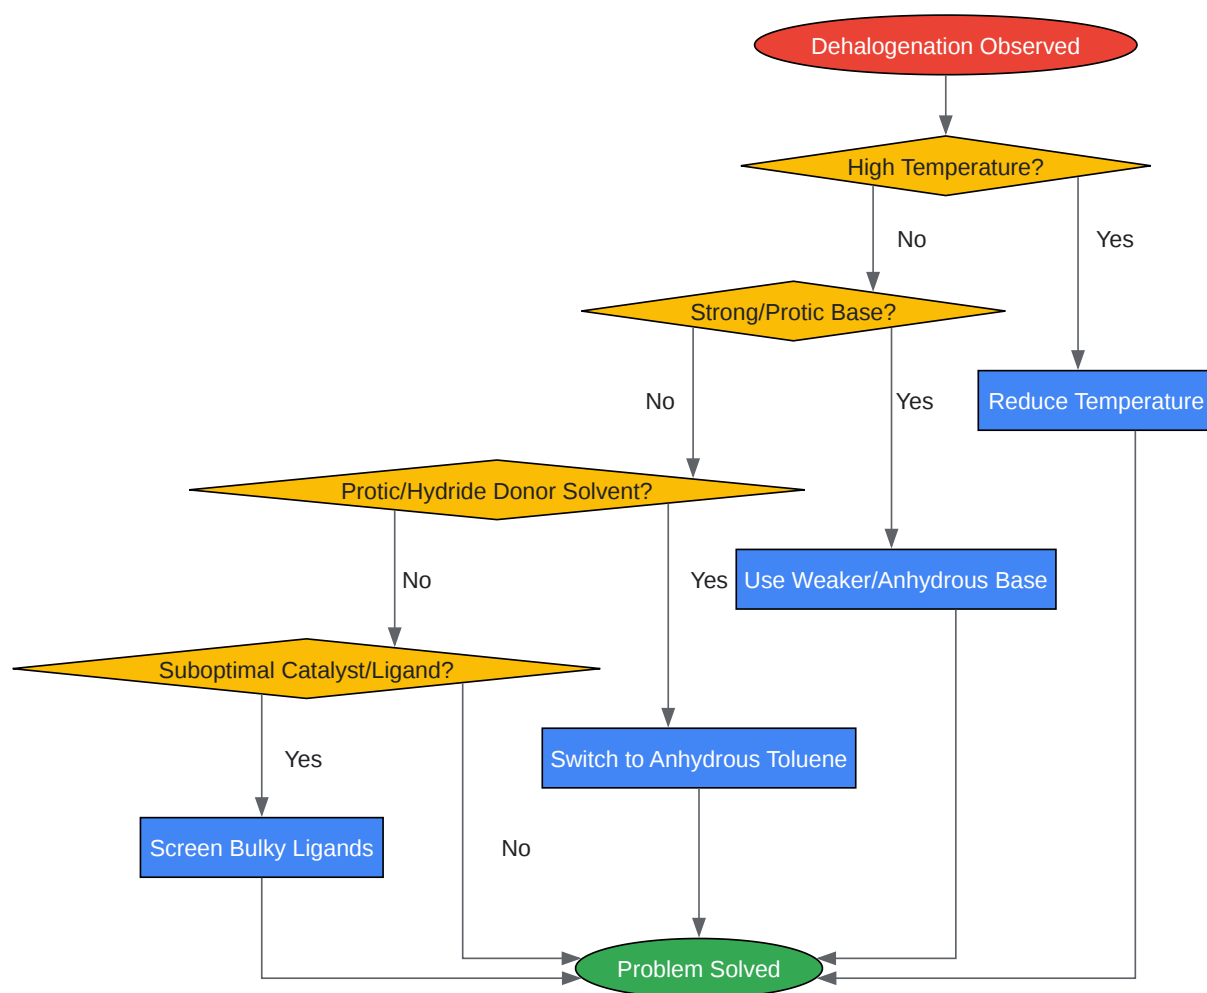 Dehalogenation Observed
High Temperature?
No
Yes
Strong/Protic Base?
No
Yes
Reduce Temperature
Protic/Hydride Donor Solvent?
No
Yes
Use Weaker/Anhydrous Base
Suboptimal Catalyst/Ligand?
Yes
Switch to Anhydrous Toluene
Screen Bulky Ligands
No
Problem Solved